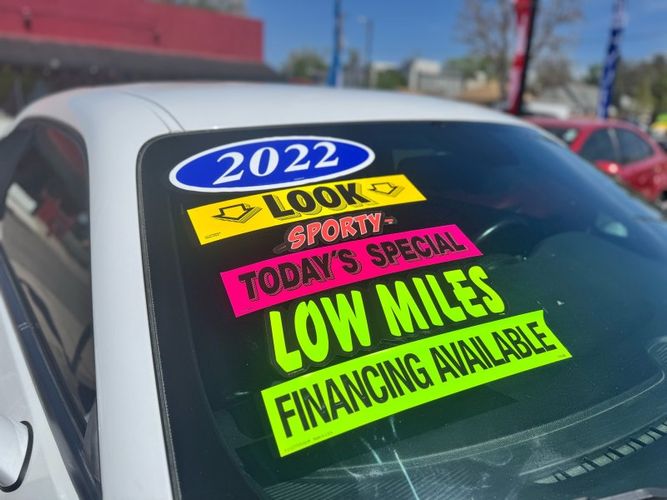 2022
LOOK
SPORTY-
TODAY'S SPECIAL
LOW MILES
FINANCING AVAILABLE